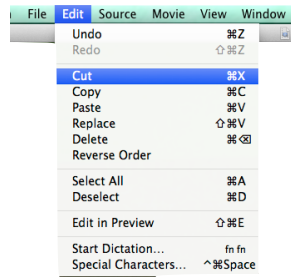 File Edit Source Movie View Window
Undo ⌘Z
Redo ⇧⌘Z
Cut ⌘X
Copy ⌘C
Paste ⌘V
Replace ⇧⌘V
Delete ⌘⌫
Reverse Order
Select All ⌘A
Deselect ⌘D
Edit in Preview ⇧⌘E
Start Dictation... fn fn
Special Characters... ^⌘Space